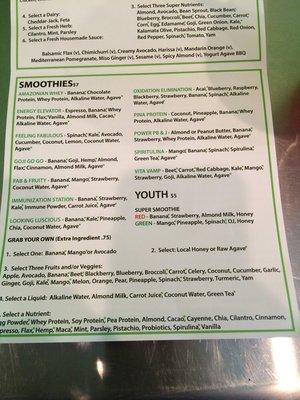 4. Select a Dairy:
Cheddar Jack, Feta
5. Select a Fresh Herb:
Cilantro, Mint, Parsley
6. Select a Fresh Housemade Sauce:
3. Select Three Super Nutrients:
Almond, Avocado, Bean Sprout, Black Bean,
Blueberry, Broccoli, Beet, Chia, Cucumber, Carrot,
Corn, Egg, Edamame, Goji, Green Onion, Kale,
Kalamata Olive, Pistachio, Red Cabbage, Red Onion,
Red Pepper, Spinach, Tomato, Yam
Balsamic Flax (v), Chimichurri (v), Creamy Avocado, Harissa (v), Mandarin Orange (v),
Mediterranean Pomegranate, Miso Ginger (v), Sesame (v), Spicy Almond (v), Yogurt Agave BBQ
SMOOTHIES $7
AMAZONIAN WHEY - Banana, Chocolate
Protein, Whey Protein, Alkaline Water, Agave
ENERGY ELEVATOR - Espresso, Banana, Whey
Protein, Flax, Vanilla, Almond Milk, Cacao,
Alkaline Water, Agave
FEELING FABULOUS - Spinach, Kale, Avocado,
Cucumber, Coconut, Lemon, Coconut Water,
Agave
GOJI GO GO - Banana, Goji, Hemp, Almond,
Flax, Cinnamon, Almond Milk, Agave
FAB & FRUITY - Banana, Mango, Strawberry,
Coconut Water, Agave
IMMUNIZATION STATION - Banana, Strawberry,
Kale, Immune Powder, Carrot Juice, Agave
LOOKING LUSCIOUS - Banana, Kale, Pineapple,
Chia, Coconut Water, Agave
OXIDATION ELIMINATION - Acai, Blueberry, Raspberry,
Blackberry, Strawberry, Banana, Spinach, Alkaline
Water, Agave
PINA PROTEIN - Coconut, Pineapple, Banana,
Whey Protein, Alkaline Water, Agave
POWER PB & J - Almond or Peanut Butter, Banana,
Strawberry, Whey Protein, Alkaline Water, Agave
SPIRULITNA - Mango, Banana, Spinach, Spirulina,
Green Tea, Agave
VITA VAMP - Beet, Carrot, Red Cabbage, Kale, Mango,
Strawberry, Goji, Alkaline Water, Agave
YOUTH $5
SUPER SMOOTHIE
RED - Banana, Strawberry, Almond Milk, Honey
GREEN - Mango, Pineapple, Spinach, OJ, Honey
GRAB YOUR OWN (Extra Ingredient .75)
1. Select One: Banana, Mango or Avocado
2. Select: Local Honey or Raw Agave
3. Select Three Fruits and/or Veggies:
Apple, Avocado, Banana, Beet, Blackberry, Blueberry, Broccoli, Carrot, Celery, Coconut, Cucumber, Garlic,
Ginger, Goji, Kale, Mango, Melon, Orange, Pear, Pineapple, Spinach, Strawberry, Turmeric, Yam
4. Select a Liquid: Alkaline Water, Almond Milk, Carrot Juice, Coconut Water, Green Tea
. Select a Nutrient:
gg Powder, Whey Protein, Soy Protein, Pea Protein, Almond, Cacao, Cayenne, Chia, Cilantro, Cinnamon,
spresso, Flax, Hemp, Maca, Mint, Parsley, Pistachio, Probiotics, Spirulina, Vanilla